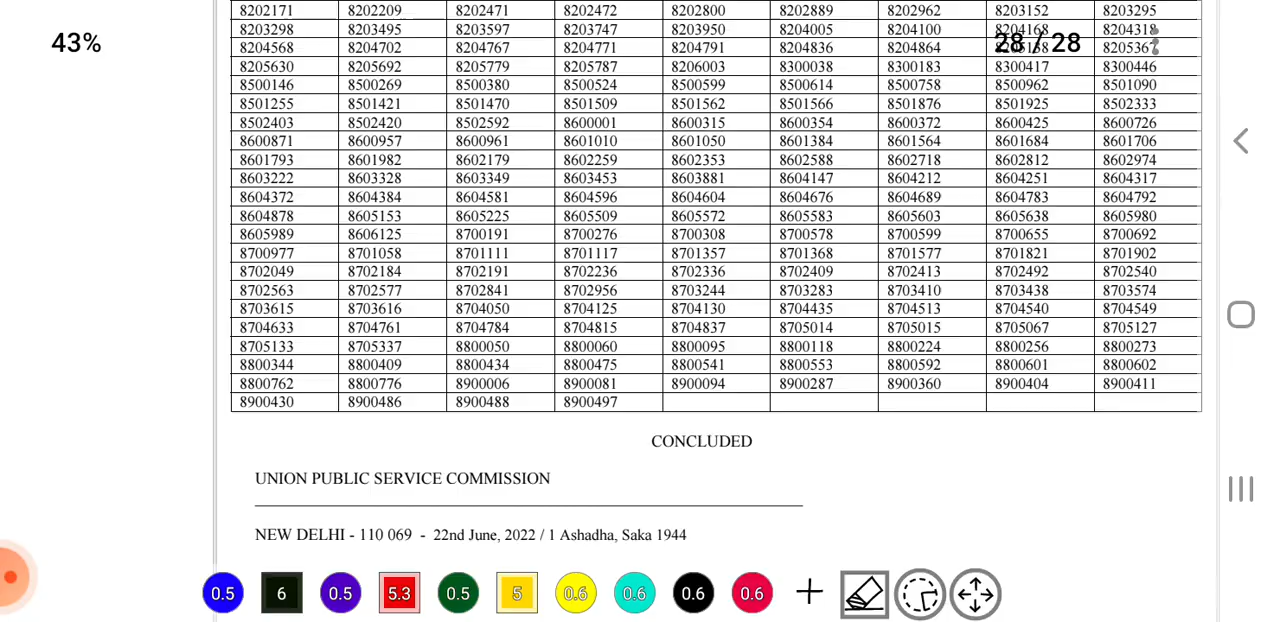 8202171 8202209 8202471 8202472 8202800 8202889 8202962 8203152 8203295
8203298 8203495 8203597 8203747 8203950 8204005 8204100 8204168 8204318
43% 28 / 28
8204568 8204702 8204767 8204771 8204791 8204836 8204864 8205367
8205630 8205692 8205779 8205787 8206003 8300038 8300183 8300417 8300446
8500146 8500269 8500380 8500524 8500599 8500614 8500758 8500962 8501090
8501255 8501421 8501470 8501509 8501562 8501566 8501876 8501925 8502333
8502403 8502420 8502592 8600001 8600315 8600354 8600372 8600425 8600726
8600871 8600957 8600961 8601010 8601050 8601384 8601564 8601684 8601706
8601793 8601982 8602179 8602259 8602353 8602588 8602718 8602812 8602974
8603222 8603328 8603349 8603453 8603881 8604147 8604212 8604251 8604317
8604372 8604384 8604581 8604596 8604604 8604676 8604689 8604783 8604792
8604878 8605153 8605225 8605509 8605572 8605583 8605603 8605638 8605980
8605989 8606125 8700191 8700276 8700308 8700578 8700599 8700655 8700692
8700977 8701058 8701111 8701117 8701357 8701368 8701577 8701821 8701902
8702049 8702184 8702191 8702236 8702336 8702409 8702413 8702492 8702540
8702563 8702577 8702841 8702956 8703244 8703283 8703410 8703438 8703574
8703615 8703616 8704050 8704125 8704130 8704435 8704513 8704540 8704549
8704633 8704761 8704784 8704815 8704837 8705014 8705015 8705067 8705127
8705133 8705337 8800050 8800060 8800095 8800118 8800224 8800256 8800273
8800344 8800409 8800434 8800475 8800541 8800553 8800592 8800601 8800602
8800762 8800776 8900006 8900081 8900094 8900287 8900360 8900404 8900411
8900430 8900486 8900488 8900497
CONCLUDED
UNION PUBLIC SERVICE COMMISSION
NEW DELHI - 110 069 - 22nd June, 2022 / 1 Ashadha, Saka 1944
0.5 6 0.5 5.3 0.5 5 0.6 0.6 0.6 0.6